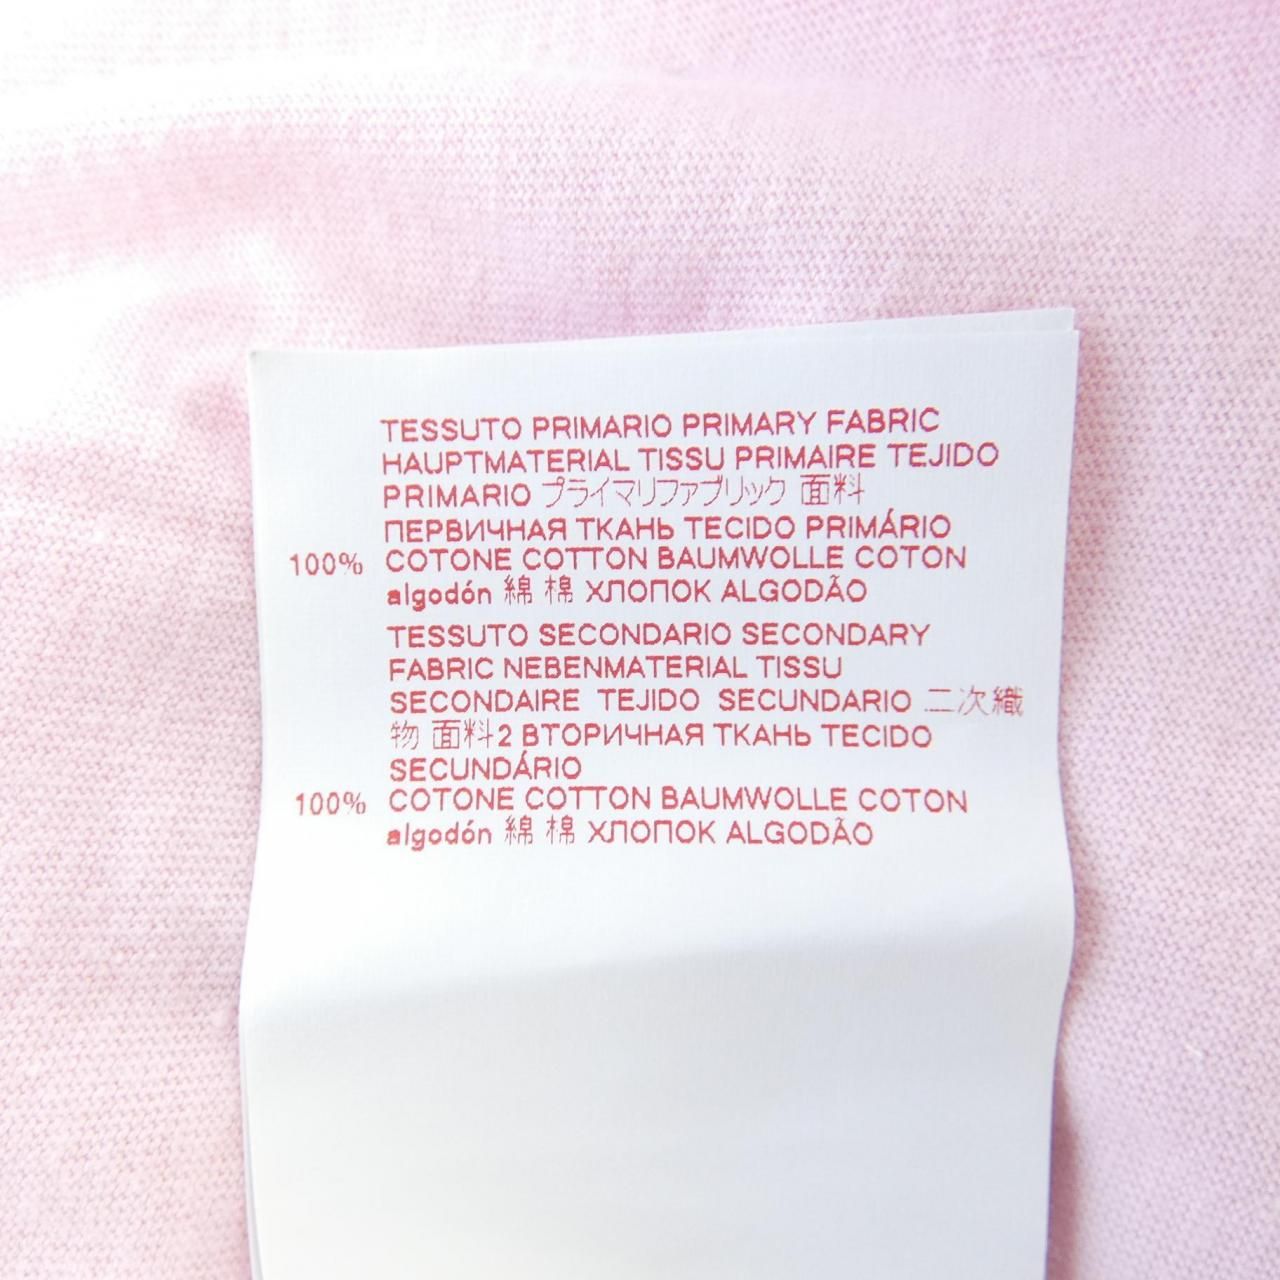 TESSUTO PRIMARIO PRIMARY FABRIC
HAUPTMATERIAL TISSU PRIMAIRE TEJIDO
PRIMARIO プライマリファブリック 面料
ПЕРВИЧНАЯ ТКАНЬ TECIDO PRIMÁRIO
100% COTONE COTTON BAUMWOLLE COTON
algodón 綿 棉 ХЛОПОК ALGODÃO
TESSUTO SECONDARIO SECONDARY
FABRIC NEBENMATERIAL TISSU
SECONDAIRE TEJIDO SECUNDARIO 二次織
物 面料2 ВТОРИЧНАЯ ТКАНЬ TECIDO
SECUNDÁRIO
100% COTONE COTTON BAUMWOLLE COTON
algodón 綿 棉 ХЛОПОК ALGODÃO